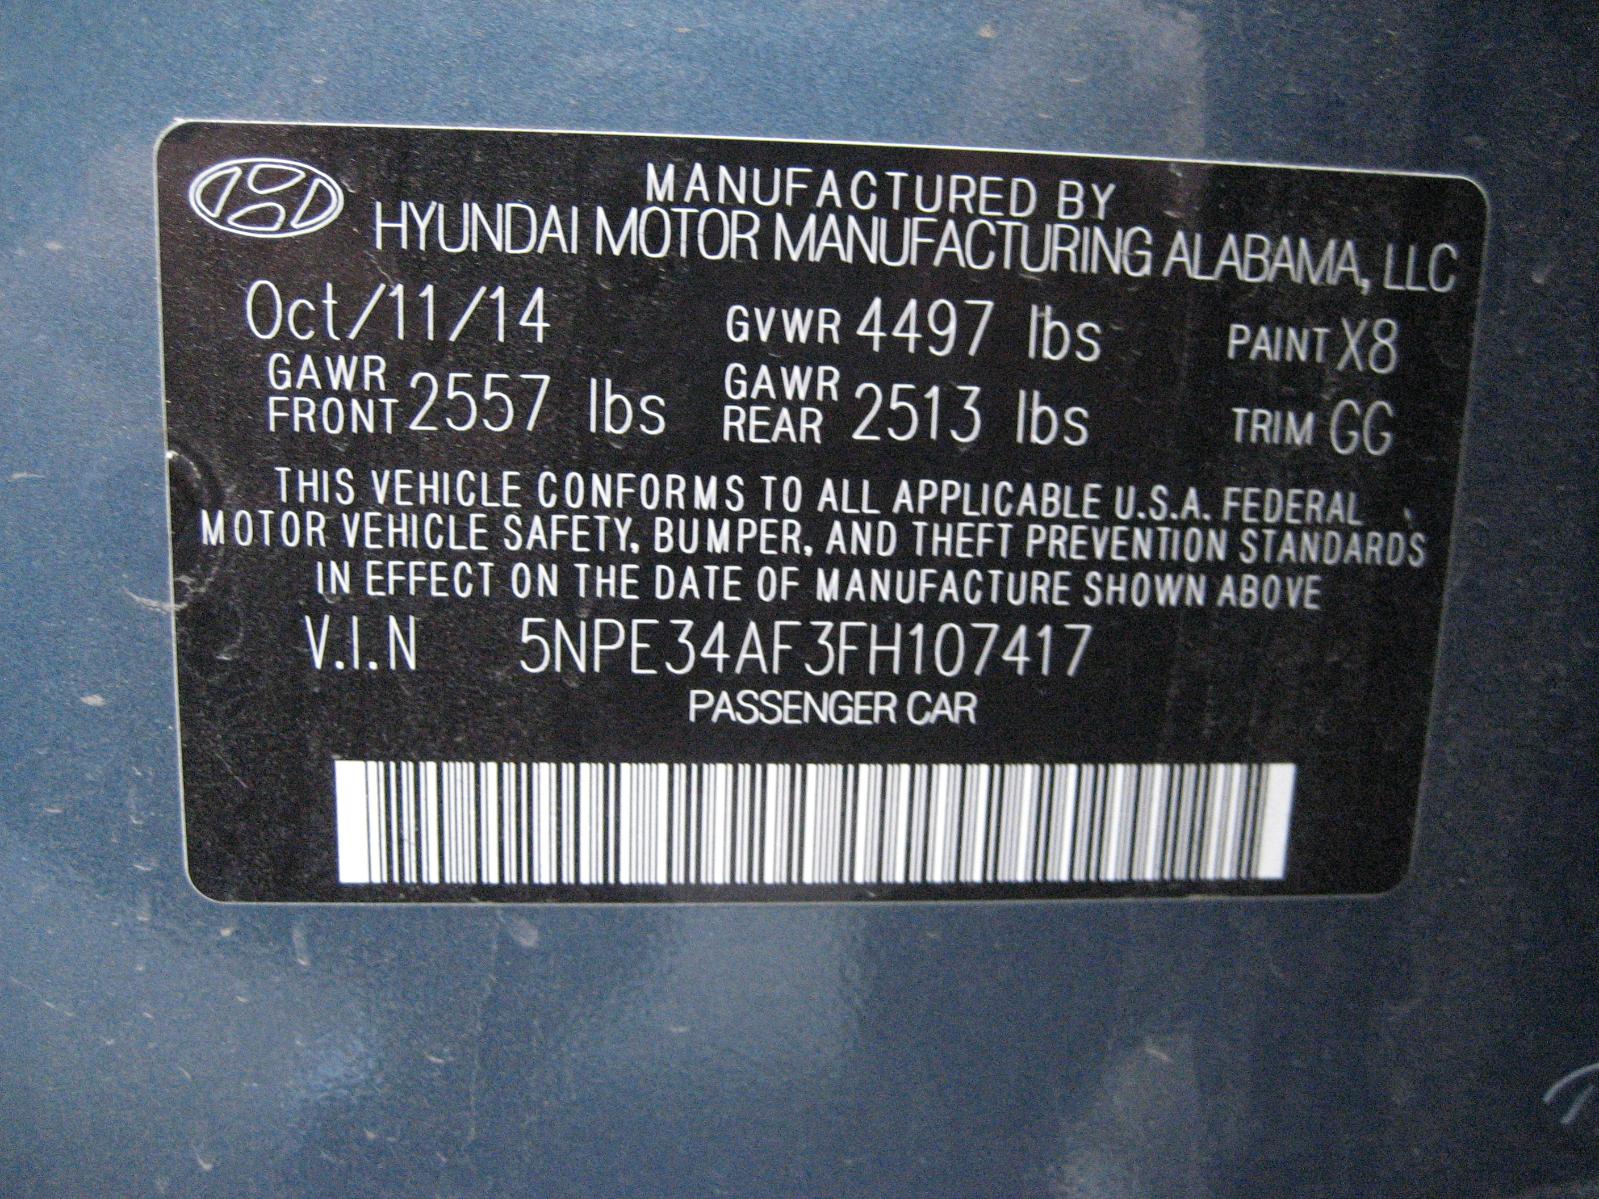 MANUFACTURED BY
HYUNDAI MOTOR MANUFACTURING ALABAMA, LLC
Oct/11/14 GVWR 4497 lbs PAINT X8
GAWR FRONT 2557 lbs GAWR REAR 2513 lbs TRIM GG
THIS VEHICLE CONFORMS TO ALL APPLICABLE U.S.A. FEDERAL
MOTOR VEHICLE SAFETY, BUMPER, AND THEFT PREVENTION STANDARDS
IN EFFECT ON THE DATE OF MANUFACTURE SHOWN ABOVE
V.I.N 5NPE34AF3FH107417
PASSENGER CAR